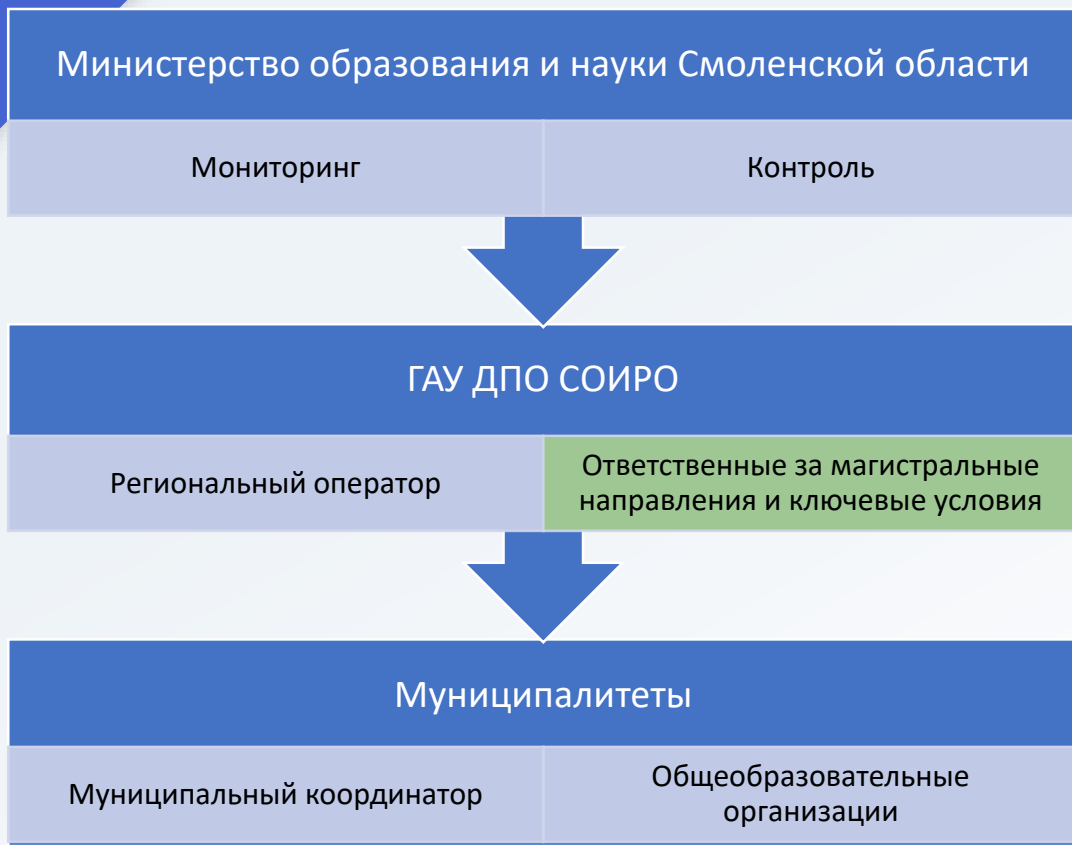 Министерство образования и науки Смоленской области
Мониторинг
Контроль
ГАУ ДПО СОИРО
Региональный оператор
Ответственные за магистральные
направления и ключевые условия
Муниципалитеты
Муниципальный координатор
Общеобразовательные
организации